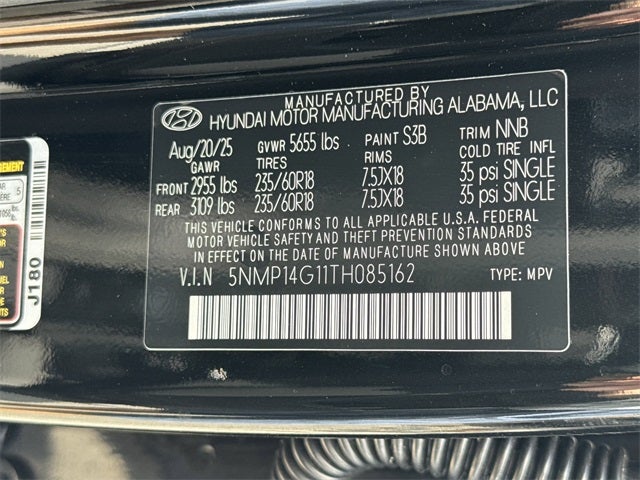 MANUFACTURED BY
HYUNDAI MOTOR MANUFACTURING ALABAMA, LLC
Aug/20/25 GVWR 5655 lbs PAINT S3B TRIM NNB
GAWR TIRES RIMS COLD TIRE INFL
FRONT 2955 lbs 235/60R18 7.5JX18 35 psi SINGLE
REAR 3109 lbs 235/60R18 7.5JX18 35 psi SINGLE
THIS VEHICLE CONFORMS TO ALL APPLICABLE U.S.A. FEDERAL
MOTOR VEHICLE SAFETY AND THEFT PREVENTION STANDARDS
IN EFFECT ON THE DATE OF MANUFACTURE SHOWN ABOVE
V.I.N 5NMP14G11TH085162 TYPE: MPV
J180